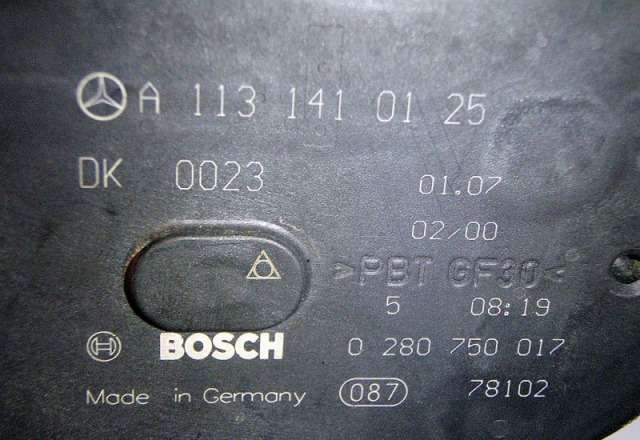 A 113 141 01 25
DK 0023 01.07
02/00
>PBT GF30<
5 08:19
BOSCH 0 280 750 017
Made in Germany 087 78102